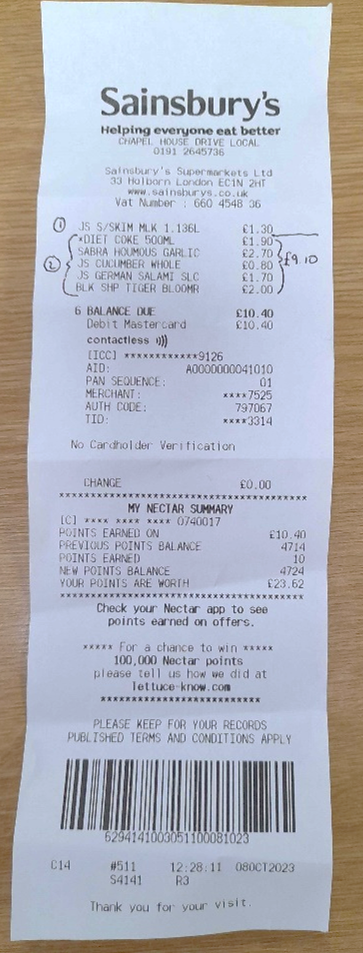 Sainsbury's
Helping everyone eat better
CHAPEL HOUSE DRIVE LOCAL
0191 2645736
Sainsbury's Supermarkets Ltd
33 Holborn London EC1N 2HT
www.sainsburys.co.uk
Vat Number : 660 4548 36
① JS S/SKIM MLK 1.136L £1.30
*DIET COKE 500ML £1.90
SABRA HOUMOUS GARLIC £2.70 £9.10
② JS CUCUMBER WHOLE £0.80
JS GERMAN SALAMI SLC £1.70
BLK SHP TIGER BLOOMR £2.00
6 BALANCE DUE £10.40
Debit Mastercard £10.40
contactless )))
[ICC] ************9126
AID: A0000000041010
PAN SEQUENCE: 01
MERCHANT: ****7525
AUTH CODE: 797067
TID: ****3314
No Cardholder Verification
CHANGE £0.00
MY NECTAR SUMMARY
[C] **** **** **** 0740017
POINTS EARNED ON £10.40
PREVIOUS POINTS BALANCE 4714
POINTS EARNED 10
NEW POINTS BALANCE 4724
YOUR POINTS ARE WORTH £23.62
Check your Nectar app to see
points earned on offers.
***** For a chance to win *****
100,000 Nectar points
please tell us how we did at
lettuce-know.com
PLEASE KEEP FOR YOUR RECORDS
PUBLISHED TERMS AND CONDITIONS APPLY
6294141003051100081023
C14 #511 12:28:11 08OCT2023
S4141 R3
Thank you for your visit.